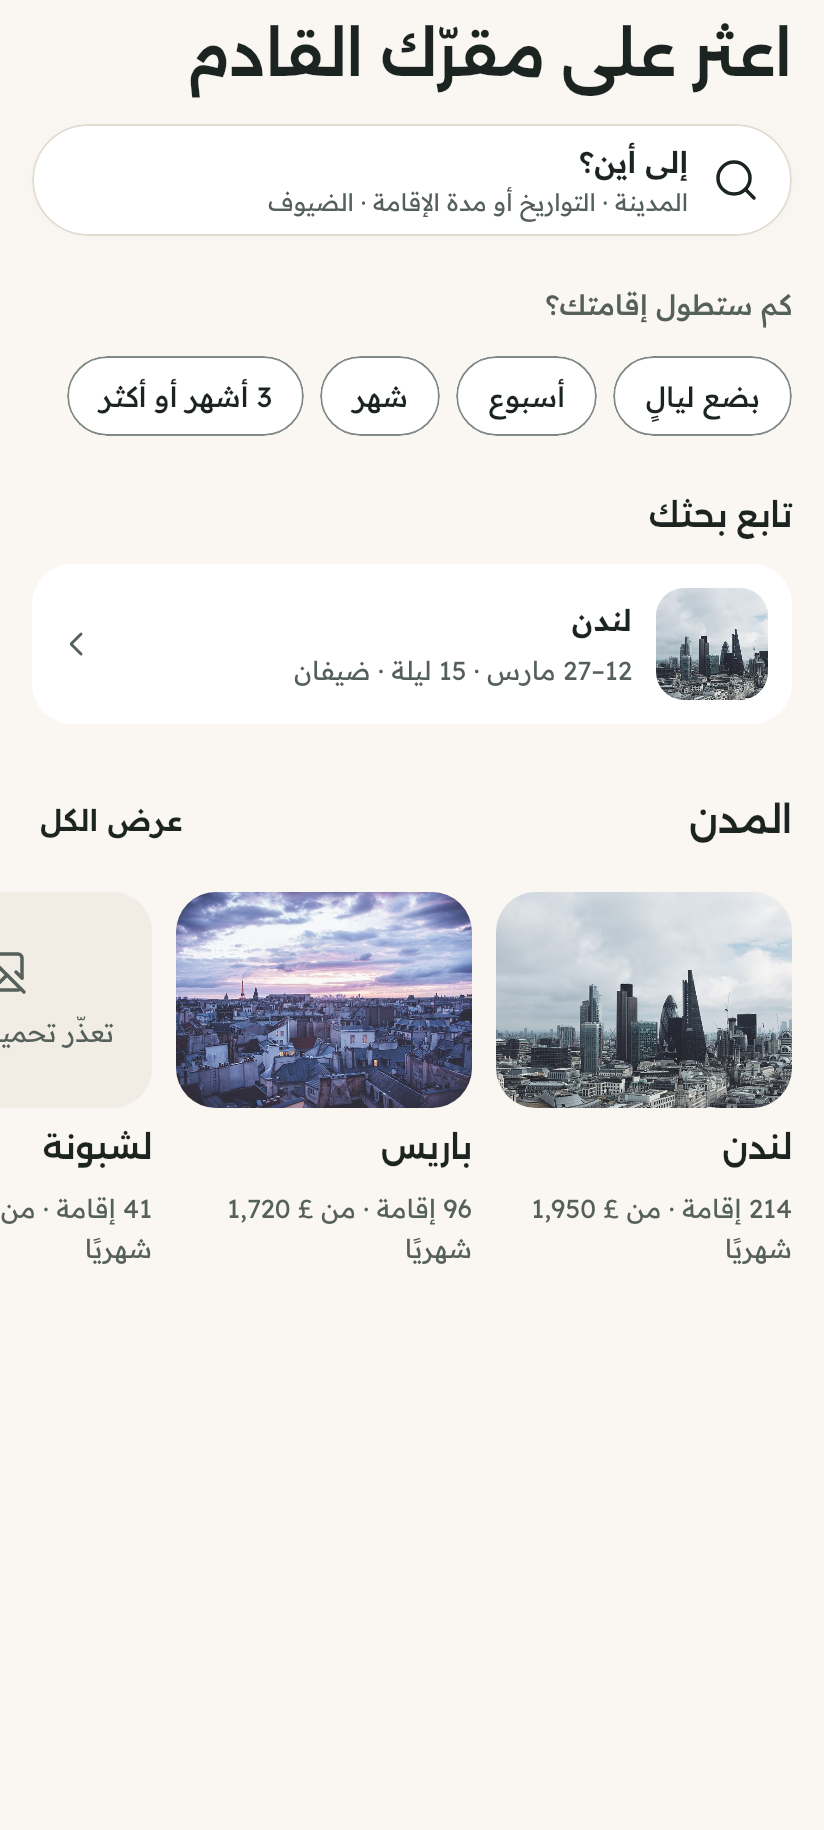 اعثر على مقرّك القادم
إلى أين؟
المدينة · التواريخ أو مدة الإقامة · الضيوف
كم ستطول إقامتك؟
بضع ليالٍ
أسبوع
شهر
3 أشهر أو أكثر
تابع بحثك
لندن
12–27 مارس · 15 ليلة · ضيفان
المدن
عرض الكل
لندن
214 إقامة · من £ 1,950
شهريًا
باريس
96 إقامة · من £ 1,720
شهريًا
تعذّر
لشبونة
41 إقامة · من
شهريًا